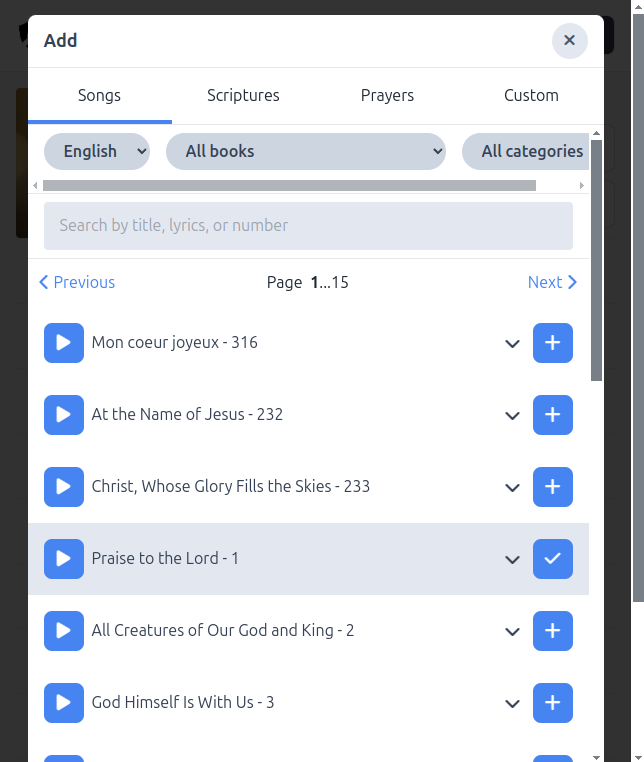 Add
Songs Scriptures Prayers Custom
English All books All categories
Search by title, lyrics, or number
Previous Page 1...15 Next
Mon coeur joyeux - 316
At the Name of Jesus - 232
Christ, Whose Glory Fills the Skies - 233
Praise to the Lord - 1
All Creatures of Our God and King - 2
God Himself Is With Us - 3